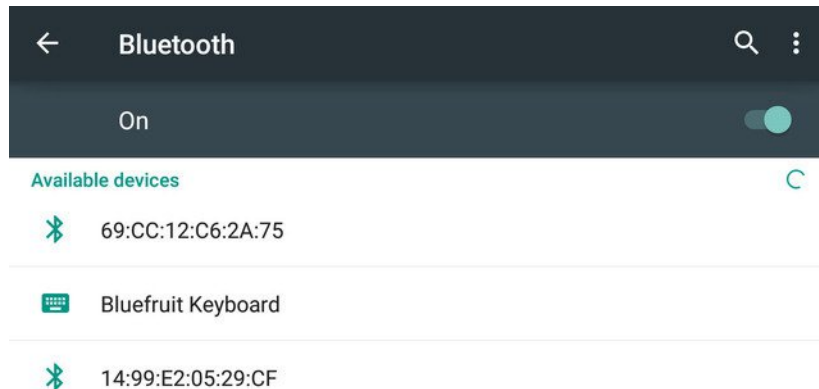 Bluetooth
On
Available devices
69:CC:12:C6:2A:75
Bluefruit Keyboard
14:99:E2:05:29:CF